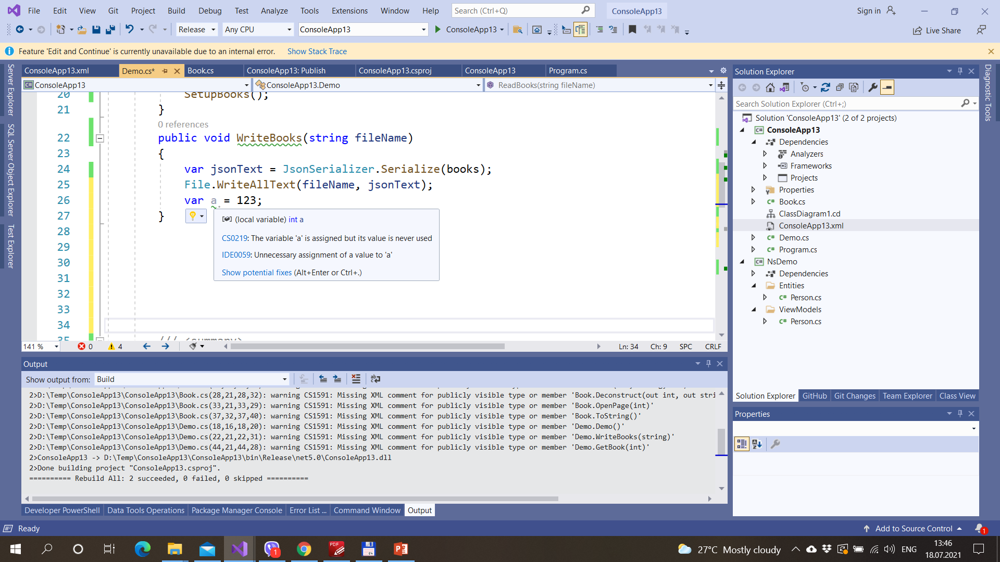 File Edit View Git Project Build Debug Test Analyze Tools Extensions Window Help Search (Ctrl+Q) ConsoleApp13 Sign in
Release Any CPU ConsoleApp13 ConsoleApp13 Live Share
Feature 'Edit and Continue' is currently unavailable due to an internal error. Show Stack Trace
Server Explorer
SQL Server Object Explorer
Test Explorer
ConsoleApp13.xml Demo.cs* Book.cs ConsoleApp13: Publish ConsoleApp13.csproj ConsoleApp13 Program.cs
ConsoleApp13 ConsoleApp13.Demo ReadBooks(string fileName)
20 SetupBooks();
21 }
0 references
22 public void WriteBooks(string fileName)
23 {
24 var jsonText = JsonSerializer.Serialize(books);
25 File.WriteAllText(fileName, jsonText);
26 var a = 123;
27 }
28
29
30
31
32
33
34
35 /// <summary>
(local variable) int a
CS0219: The variable 'a' is assigned but its value is never used
IDE0059: Unnecessary assignment of a value to 'a'
Show potential fixes (Alt+Enter or Ctrl+.)
141 % 0 4 Ln: 34 Ch: 9 SPC CRLF
Output
Show output from: Build
2>D:\Temp\ConsoleApp13\ConsoleApp13\Book.cs(28,21,28,32): warning CS1591: Missing XML comment for publicly visible type or member 'Book.Deconstruct(out int, out stri
2>D:\Temp\ConsoleApp13\ConsoleApp13\Book.cs(33,21,33,29): warning CS1591: Missing XML comment for publicly visible type or member 'Book.OpenPage(int)'
2>D:\Temp\ConsoleApp13\ConsoleApp13\Book.cs(37,32,37,40): warning CS1591: Missing XML comment for publicly visible type or member 'Book.ToString()'
2>D:\Temp\ConsoleApp13\ConsoleApp13\Demo.cs(18,16,18,20): warning CS1591: Missing XML comment for publicly visible type or member 'Demo.Demo()'
2>D:\Temp\ConsoleApp13\ConsoleApp13\Demo.cs(22,21,22,31): warning CS1591: Missing XML comment for publicly visible type or member 'Demo.WriteBooks(string)'
2>D:\Temp\ConsoleApp13\ConsoleApp13\Demo.cs(44,21,44,28): warning CS1591: Missing XML comment for publicly visible type or member 'Demo.GetBook(int)'
2>ConsoleApp13 -> D:\Temp\ConsoleApp13\ConsoleApp13\bin\Release\net5.0\ConsoleApp13.dll
2>Done building project "ConsoleApp13.csproj".
========== Rebuild All: 2 succeeded, 0 failed, 0 skipped ==========
Developer PowerShell Data Tools Operations Package Manager Console Error List ... Command Window Output
Solution Explorer
Search Solution Explorer (Ctrl+;)
Solution 'ConsoleApp13' (2 of 2 projects)
ConsoleApp13
Dependencies
Analyzers
Frameworks
Projects
Properties
Book.cs
ClassDiagram1.cd
ConsoleApp13.xml
Demo.cs
Program.cs
NsDemo
Dependencies
Entities
Person.cs
ViewModels
Person.cs
Solution Explorer GitHub Git Changes Team Explorer Class View
Properties
Diagnostic Tools
Ready Add to Source Control 1
1 PDF 64 27°C Mostly cloudy ENG 13:46
18.07.2021